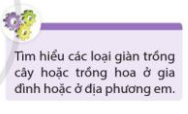 Tìm hiểu các loại giàn trồng
cây hoặc trồng hoa ở gia
đình hoặc ở địa phương em.